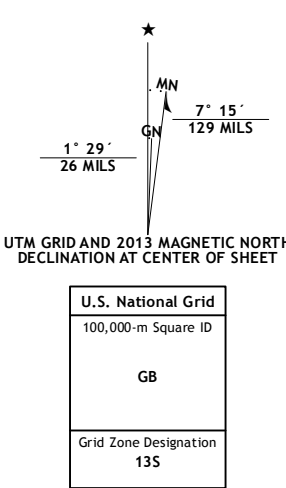 ★
MN
GN
7° 15´
129 MILS
1° 29´
26 MILS
UTM GRID AND 2013 MAGNETIC NORTH
DECLINATION AT CENTER OF SHEET
U.S. National Grid
100,000-m Square ID
GB
Grid Zone Designation
13S